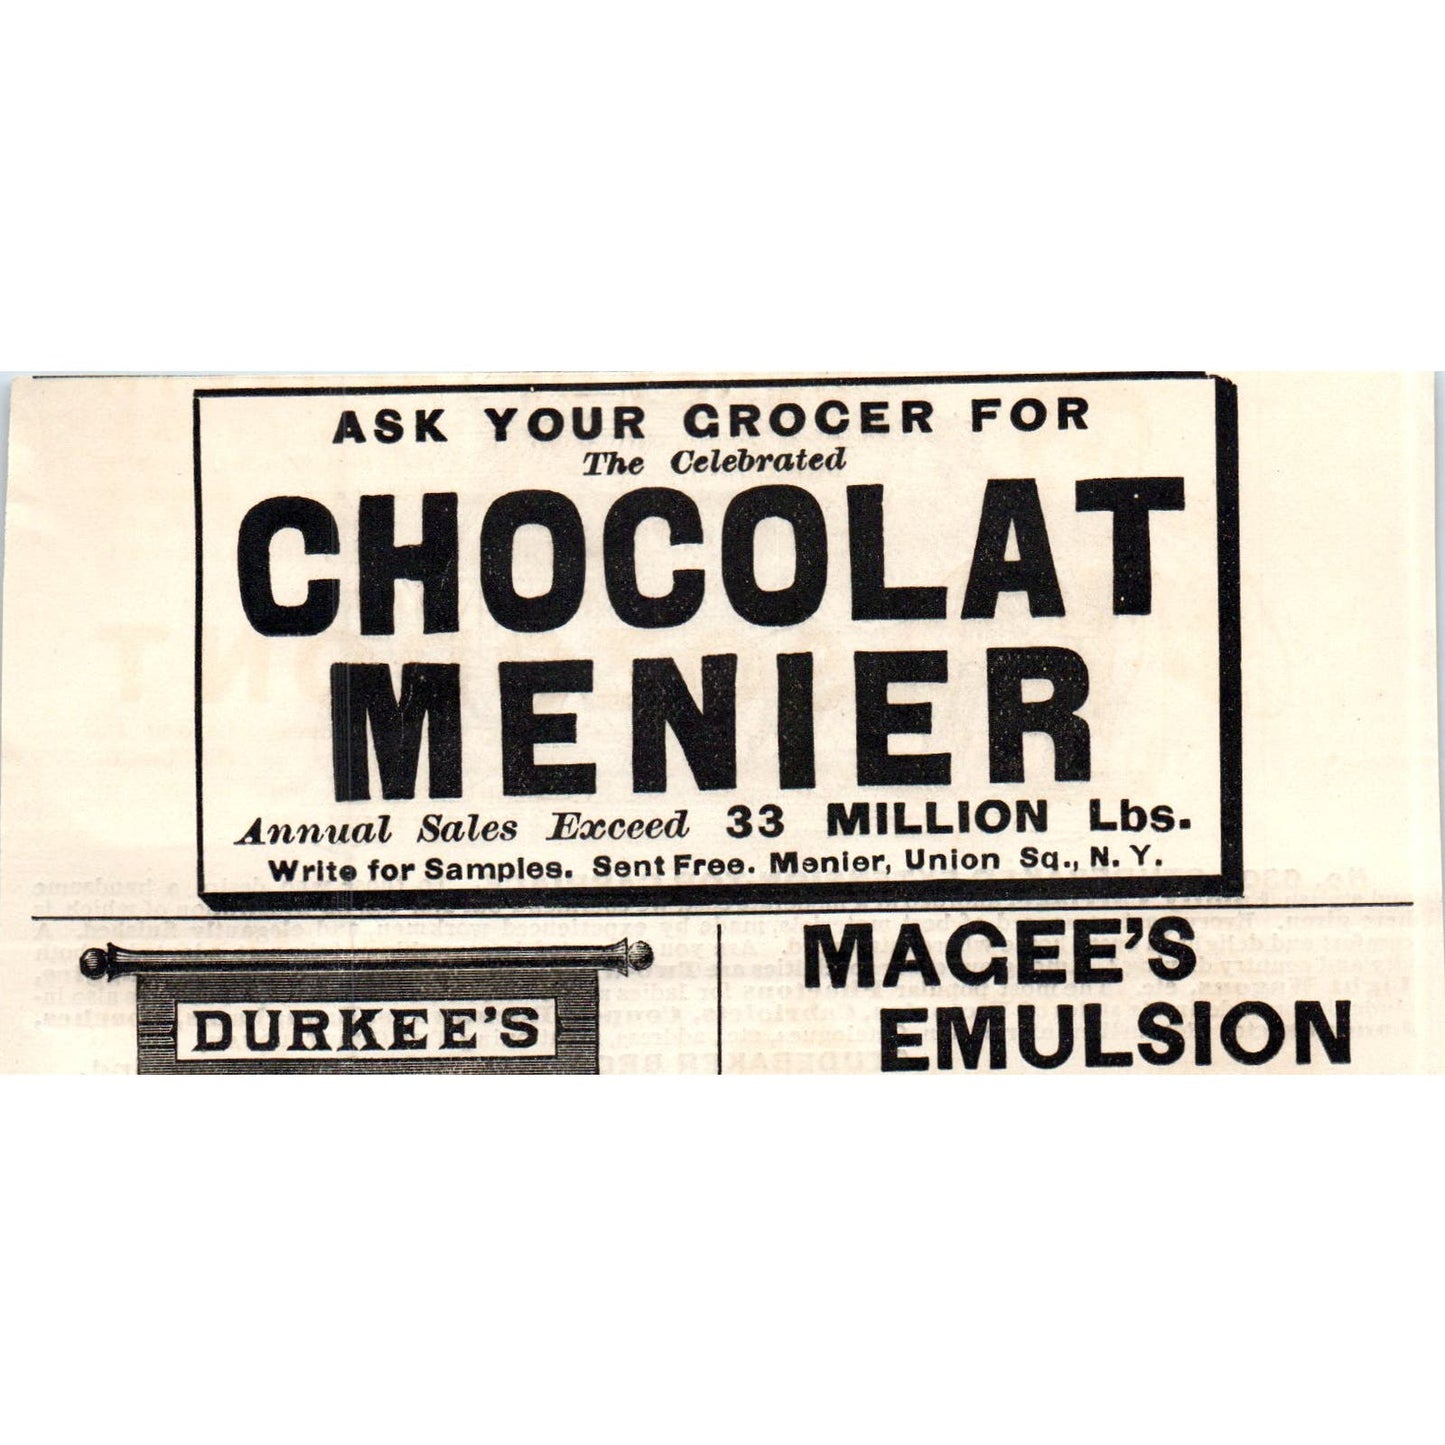 ASK YOUR GROCER FOR
The Celebrated
CHOCOLAT
MENIER
Annual Sales Exceed 33 MILLION Lbs.
Write for Samples. Sent Free. Menier, Union Sq., N. Y.
DURKEE'S
MAGEE'S
EMULSION